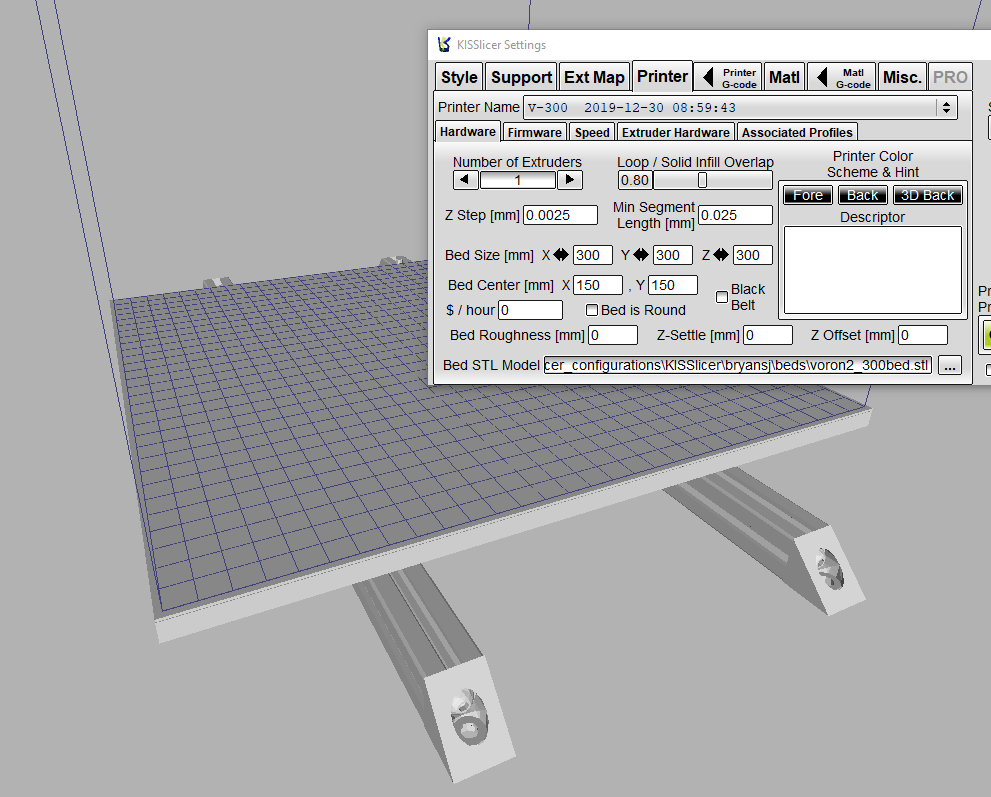 KISSlicer Settings
Style Support Ext Map Printer Printer G-code Matl Matl G-code Misc. PRO
Printer Name V-300 2019-12-30 08:59:43
Hardware Firmware Speed Extruder Hardware Associated Profiles
Number of Extruders
1
Loop / Solid Infill Overlap
0.80
Printer Color
Scheme & Hint
Fore Back 3D Back
Descriptor
Z Step [mm] 0.0025
Min Segment
Length [mm] 0.025
Bed Size [mm] X 300 Y 300 Z 300
Bed Center [mm] X 150 , Y 150
Black
Belt
$ / hour 0
Bed is Round
Bed Roughness [mm] 0 Z-Settle [mm] 0 Z Offset [mm] 0
Bed STL Model cer_configurations\KISSlicer\bryansj\beds\voron2_300bed.stl ...
Pr
Pr